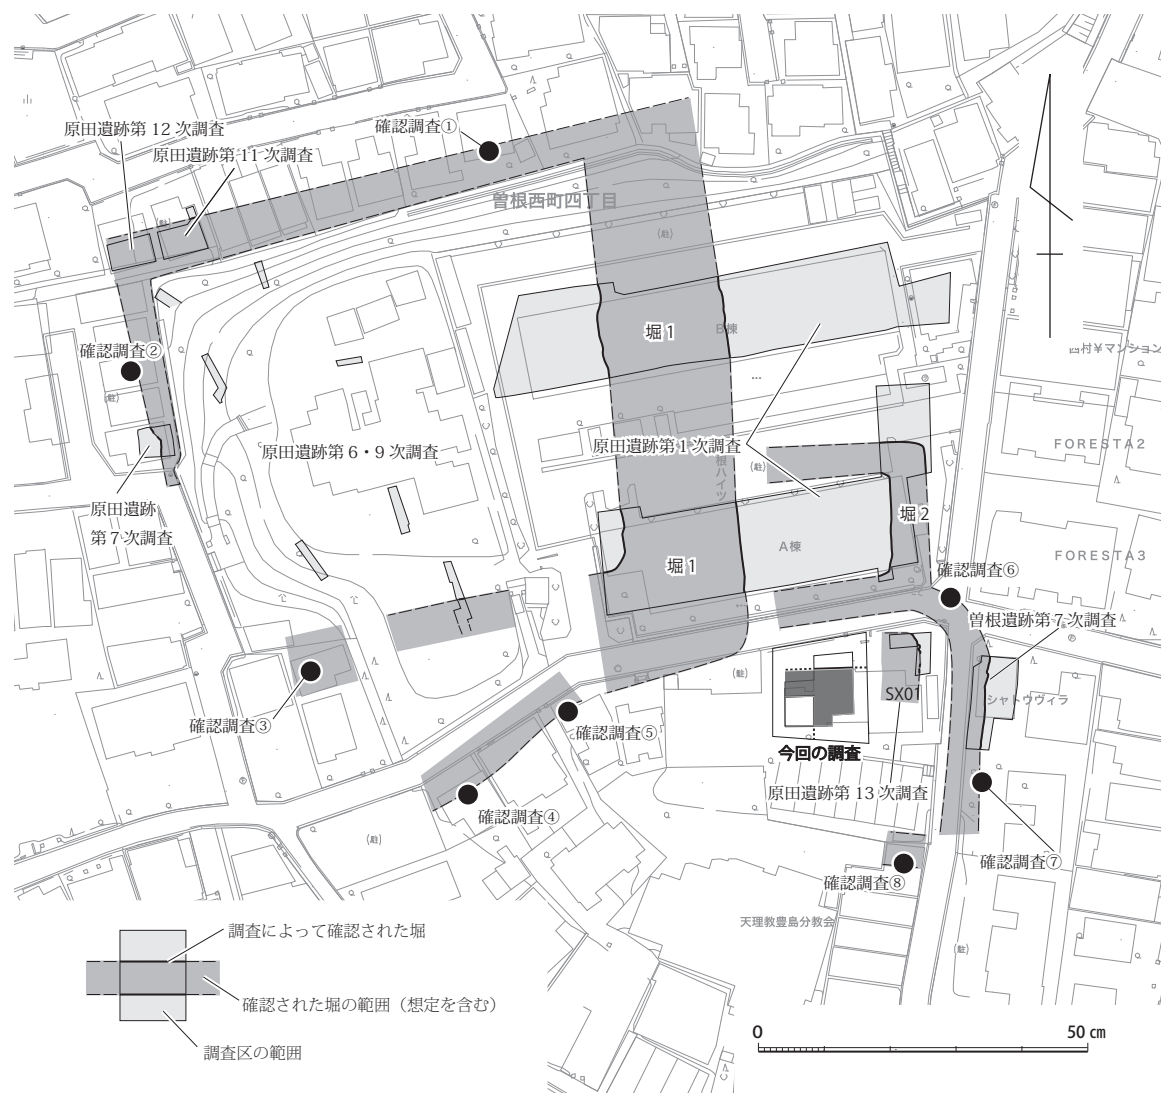 原田遺跡第12次調査
確認調査①
原田遺跡第11次調査
曽根西町四丁目
(駐)
(駐)
堀1
B棟
確認調査②
西村¥マンション
(駐)
原田遺跡第6・9次調査
原田遺跡第1次調査
FORESTA2
(駐)
根ハイツ
原田遺跡
第7次調査
堀2
A棟
FORESTA3
堀1
確認調査⑥
曽根遺跡第7次調査
(駐)
SX01
シャトウヴィラ
確認調査③
確認調査⑤
今回の調査
原田遺跡第13次調査
確認調査④
(駐)
確認調査⑦
確認調査⑧
天理教豊島分教会
(駐)
調査によって確認された堀
確認された堀の範囲（想定を含む）
調査区の範囲
0
50㎝